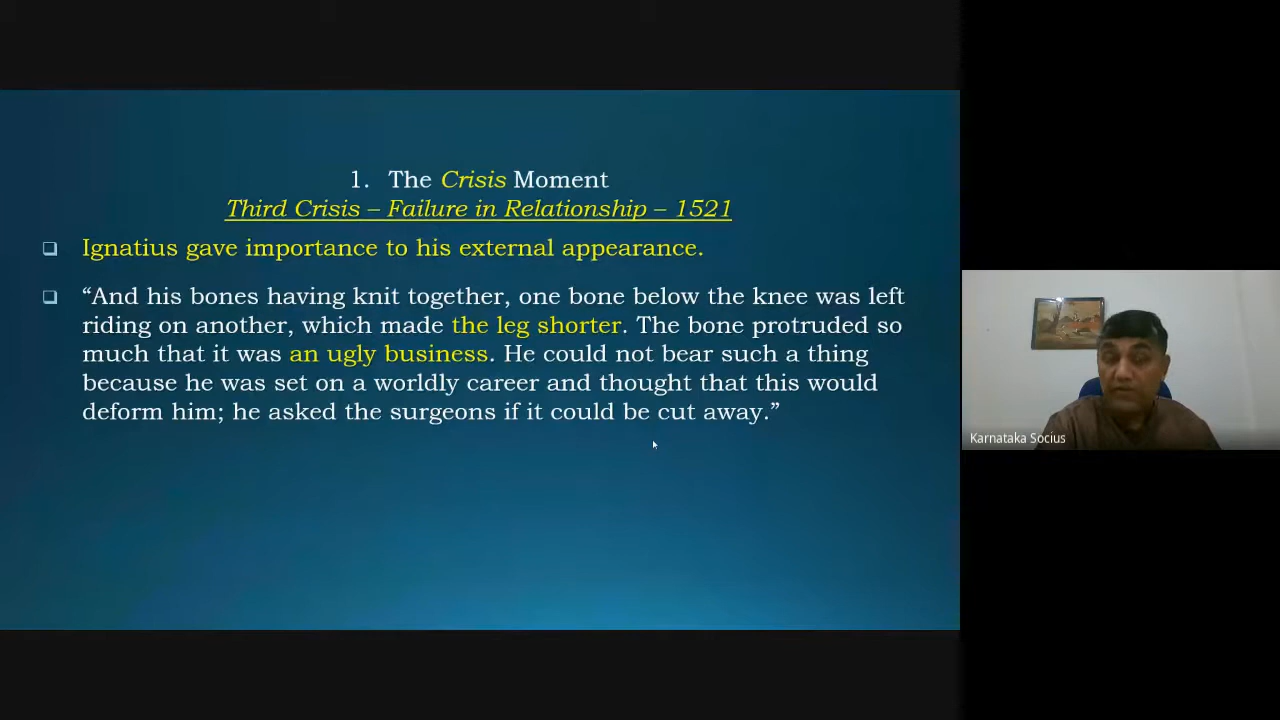 1. The Crisis Moment
Third Crisis – Failure in Relationship – 1521
Ignatius gave importance to his external appearance.
“And his bones having knit together, one bone below the knee was left
riding on another, which made the leg shorter. The bone protruded so
much that it was an ugly business. He could not bear such a thing
because he was set on a worldly career and thought that this would
deform him; he asked the surgeons if it could be cut away.”
Karnataka Socius